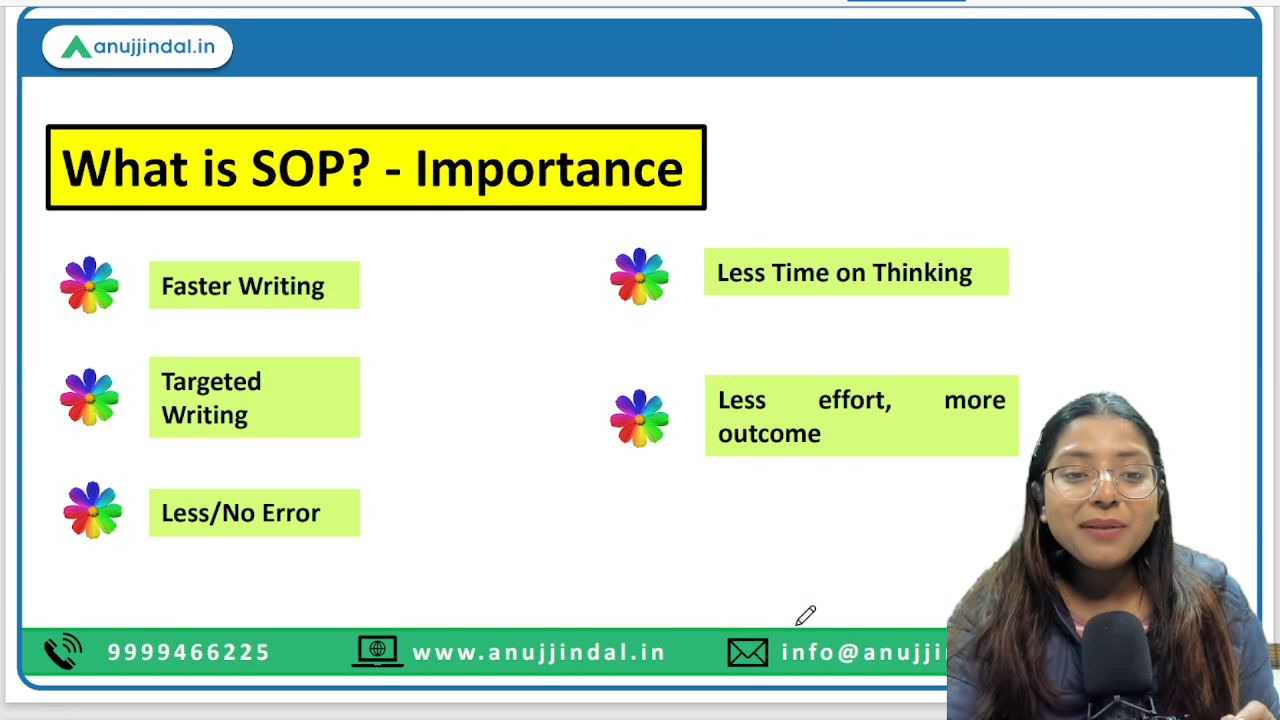 anujjindal.in
What is SOP? - Importance
Faster Writing
Targeted
Writing
Less/No Error
Less Time on Thinking
Less effort, more
outcome
9999466225
www.anujjindal.in